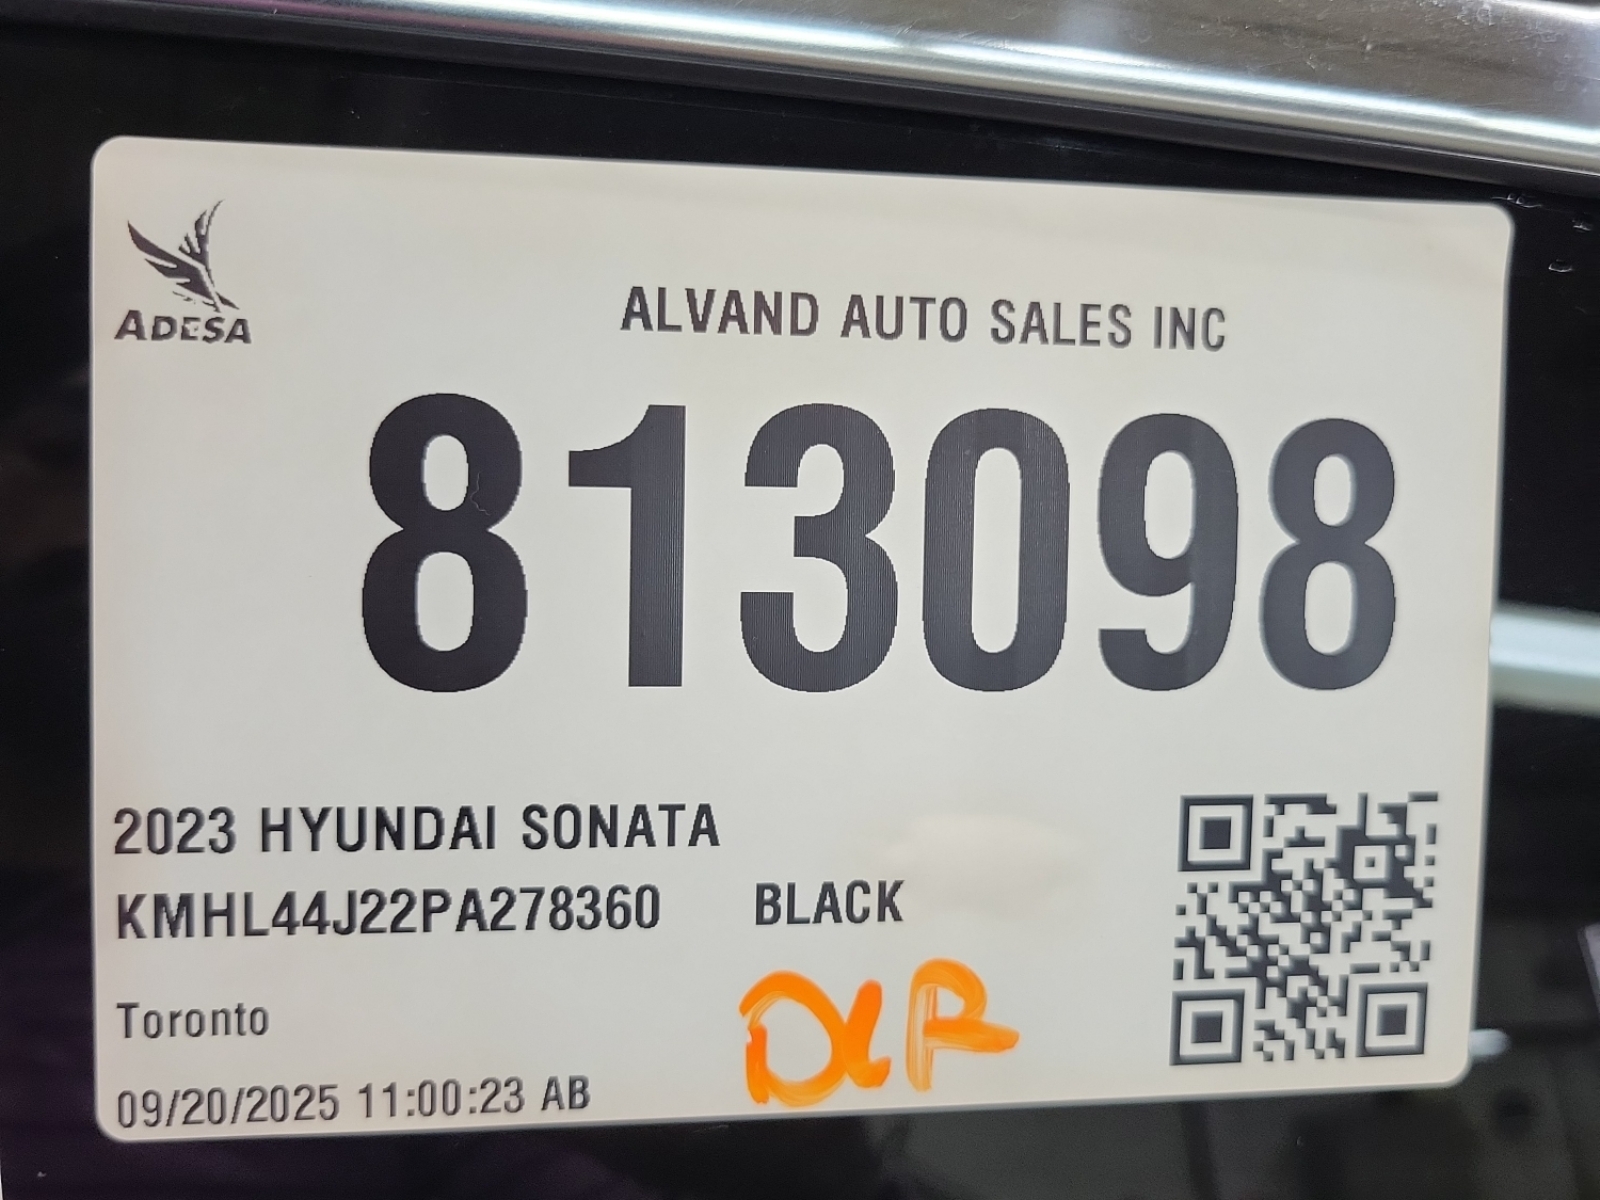 ADESA
ALVAND AUTO SALES INC
813098
2023 HYUNDAI SONATA
KMHL44J22PA278360 BLACK
Toronto
DLR
09/20/2025 11:00:23 AB